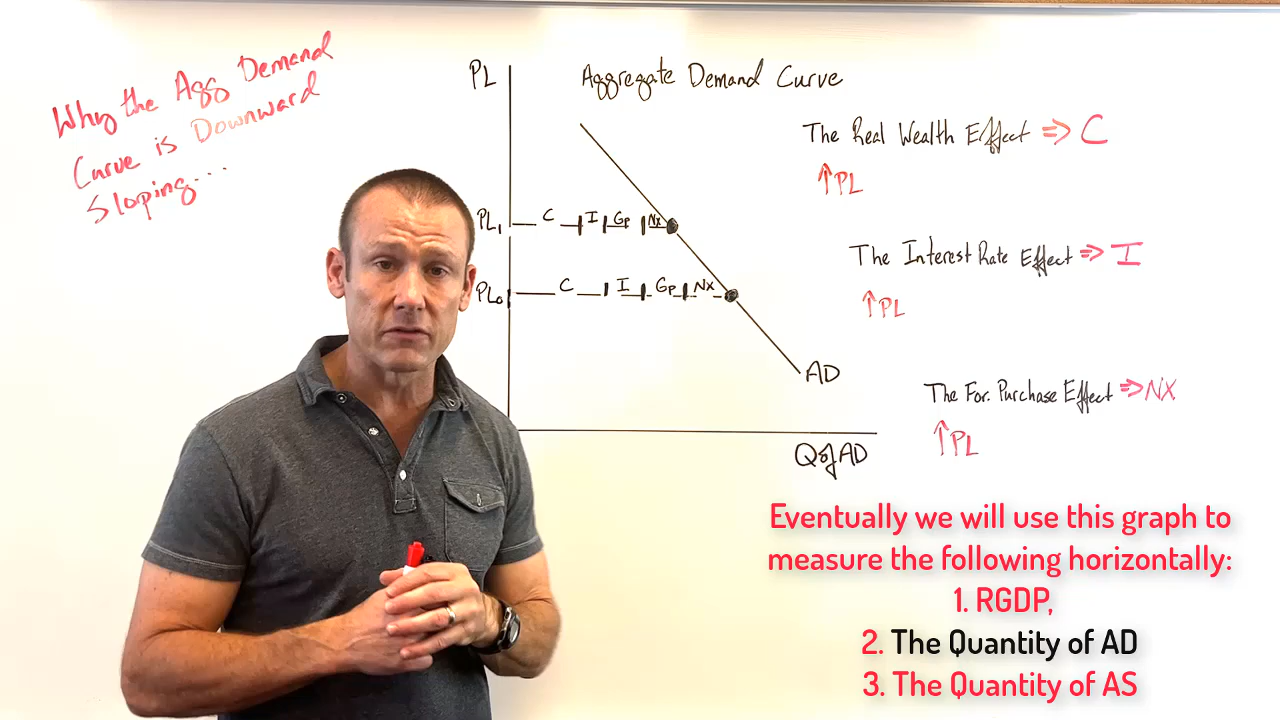 Why the Agg Demand
Curve is Downward
Sloping...
PL
Aggregate Demand Curve
PL₁
C
I
Gp
Nx
PL₀
C
I
Gp
Nx
AD
Q of AD
The Real Wealth Effect ⇒ C
↑PL
The Interest Rate Effect ⇒ I
↑PL
The For. Purchase Effect ⇒ NX
↑PL
Eventually we will use this graph to
measure the following horizontally:
1. RGDP,
2. The Quantity of AD
3. The Quantity of AS